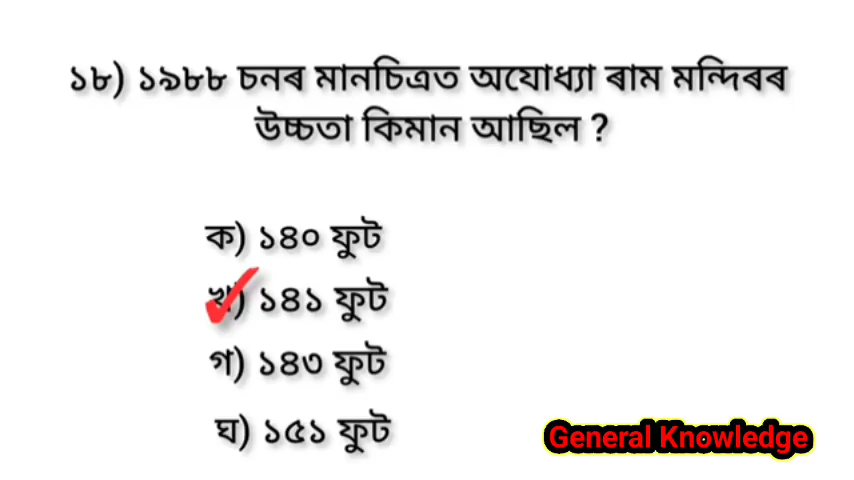 ১৮) ১৯৮৮ চনৰ মানচিত্ৰত অযোধ্যা ৰাম মন্দিৰৰ
উচ্চতা কিমান আছিল ?
ক) ১৪০ ফুট
খ) ১৪১ ফুট
গ) ১৪৩ ফুট
ঘ) ১৫১ ফুট
General Knowledge